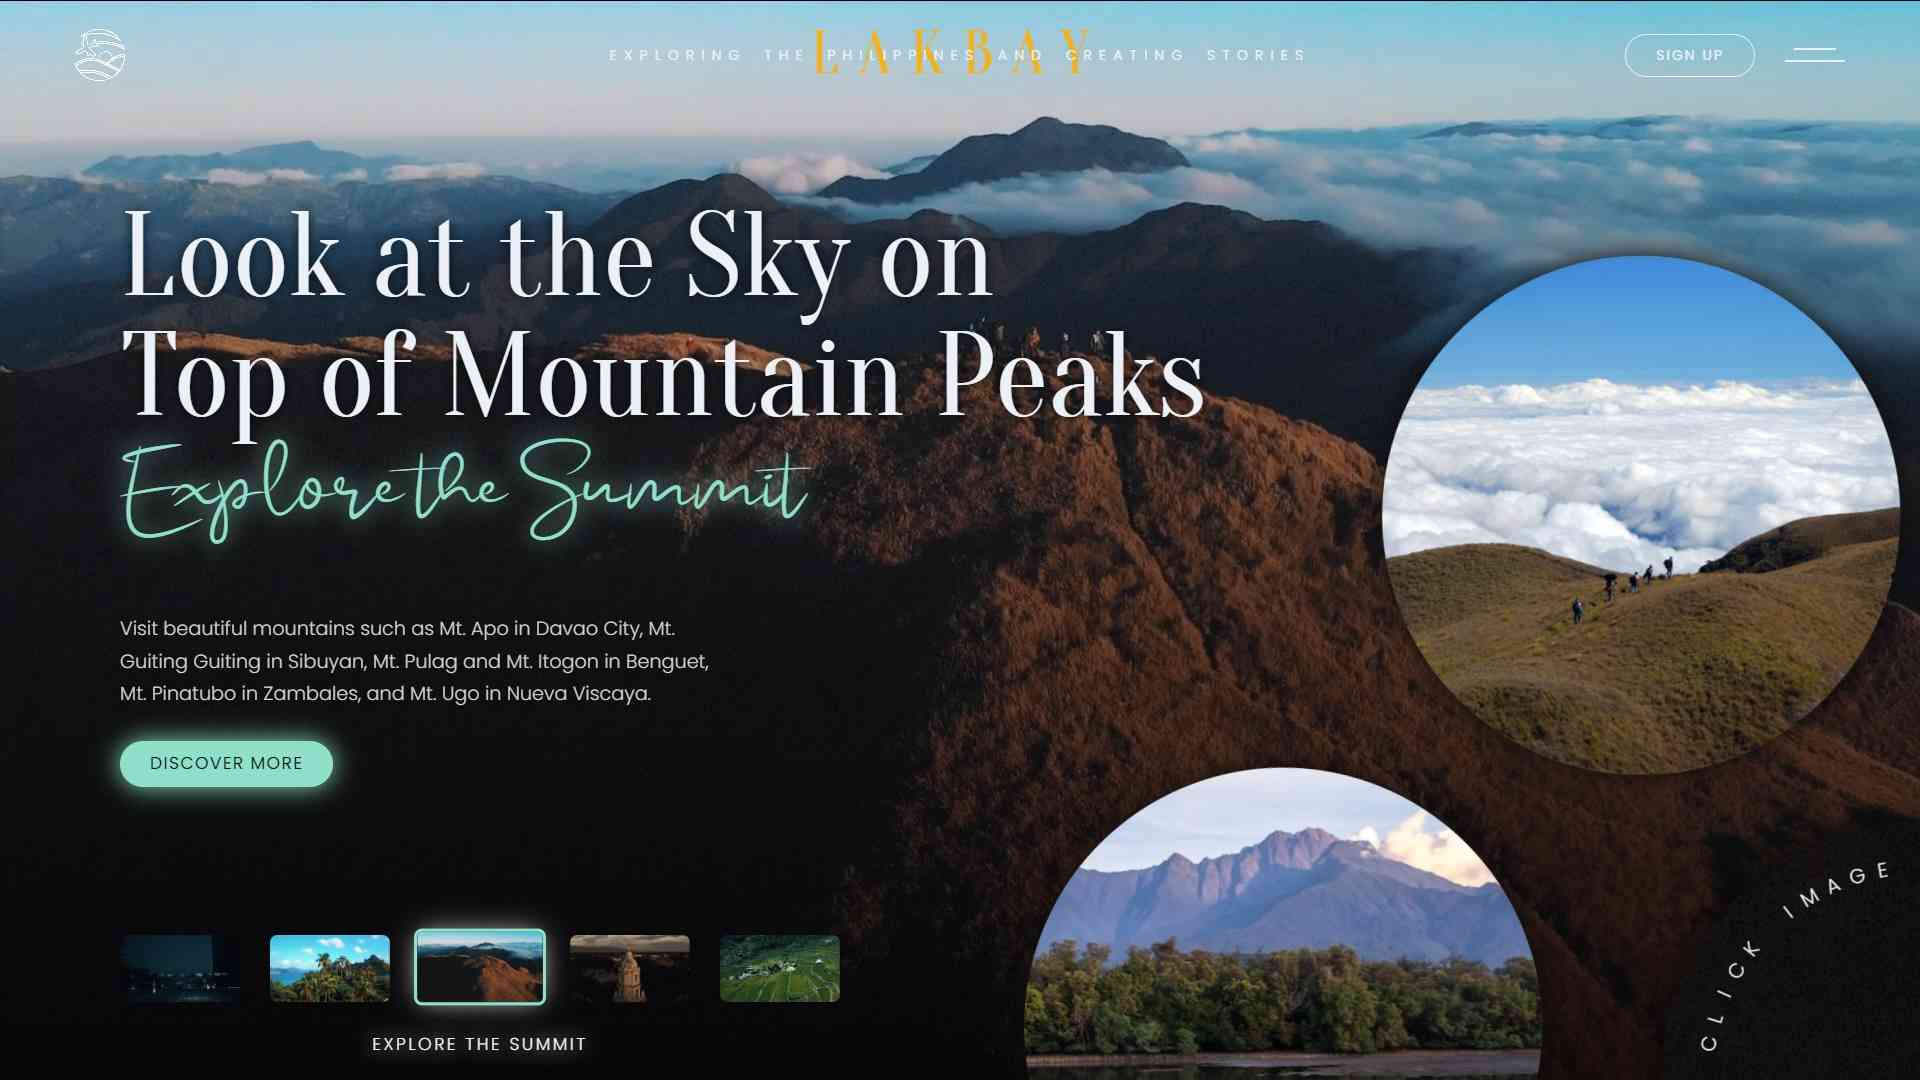 LAKBAY
EXPLORING THE PHILIPPINES AND CREATING STORIES
SIGN UP
Look at the Sky on
Top of Mountain Peaks
Explore the Summit
Visit beautiful mountains such as Mt. Apo in Davao City, Mt.
Guiting Guiting in Sibuyan, Mt. Pulag and Mt. Itogon in Benguet,
Mt. Pinatubo in Zambales, and Mt. Ugo in Nueva Viscaya.
DISCOVER MORE
EXPLORE THE SUMMIT
CLICK IMAGE